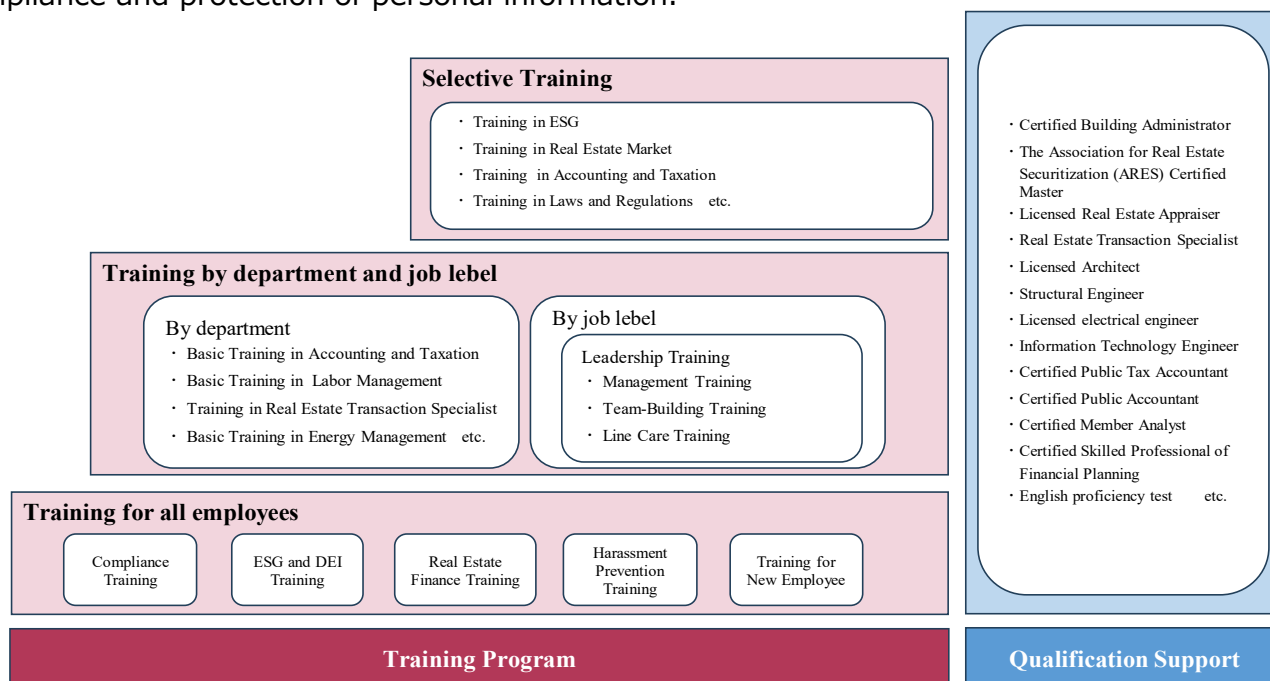 compliance and protection of personal information.
Selective Training
・ Training in ESG
・ Training in Real Estate Market
・ Training in Accounting and Taxation
・ Training in Laws and Regulations etc.
Training by department and job lebel
By department
・ Basic Training in Accounting and Taxation
・ Basic Training in Labor Management
・ Training in Real Estate Transaction Specialist
・ Basic Training in Energy Management etc.
By job lebel
Leadership Training
・ Management Training
・ Team-Building Training
・ Line Care Training
Training for all employees
Compliance
Training
ESG and DEI
Training
Real Estate
Finance Training
Harassment
Prevention
Training
Training for
New Employee
Training Program
・Certified Building Administrator
・The Association for Real Estate
Securitization (ARES) Certified
Master
・Licensed Real Estate Appraiser
・Real Estate Transaction Specialist
・Licensed Architect
・Structural Engineer
・Licensed electrical engineer
・Information Technology Engineer
・Certified Public Tax Accountant
・Certified Public Accountant
・Certified Member Analyst
・Certified Skilled Professional of
Financial Planning
・English proficiency test etc.
Qualification Support